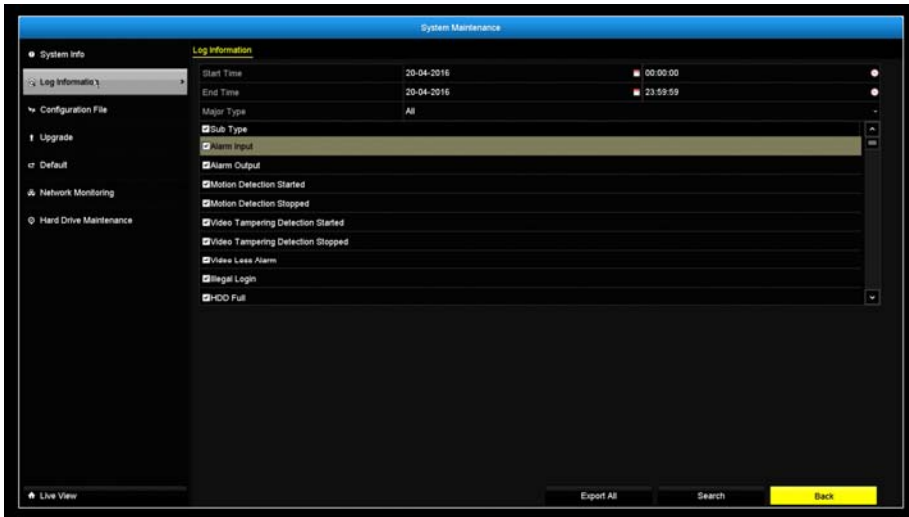 System Maintenance
System Info
Log Information
Configuration File
Upgrade
Default
Network Monitoring
Hard Drive Maintenance
Live View
Log Information
Start Time 20-04-2016 00:00:00
End Time 20-04-2016 23:59:59
Major Type All
Sub Type
Alarm Input
Alarm Output
Motion Detection Started
Motion Detection Stopped
Video Tampering Detection Started
Video Tampering Detection Stopped
Video Loss Alarm
Illegal Login
HDD Full
Export All Search Back